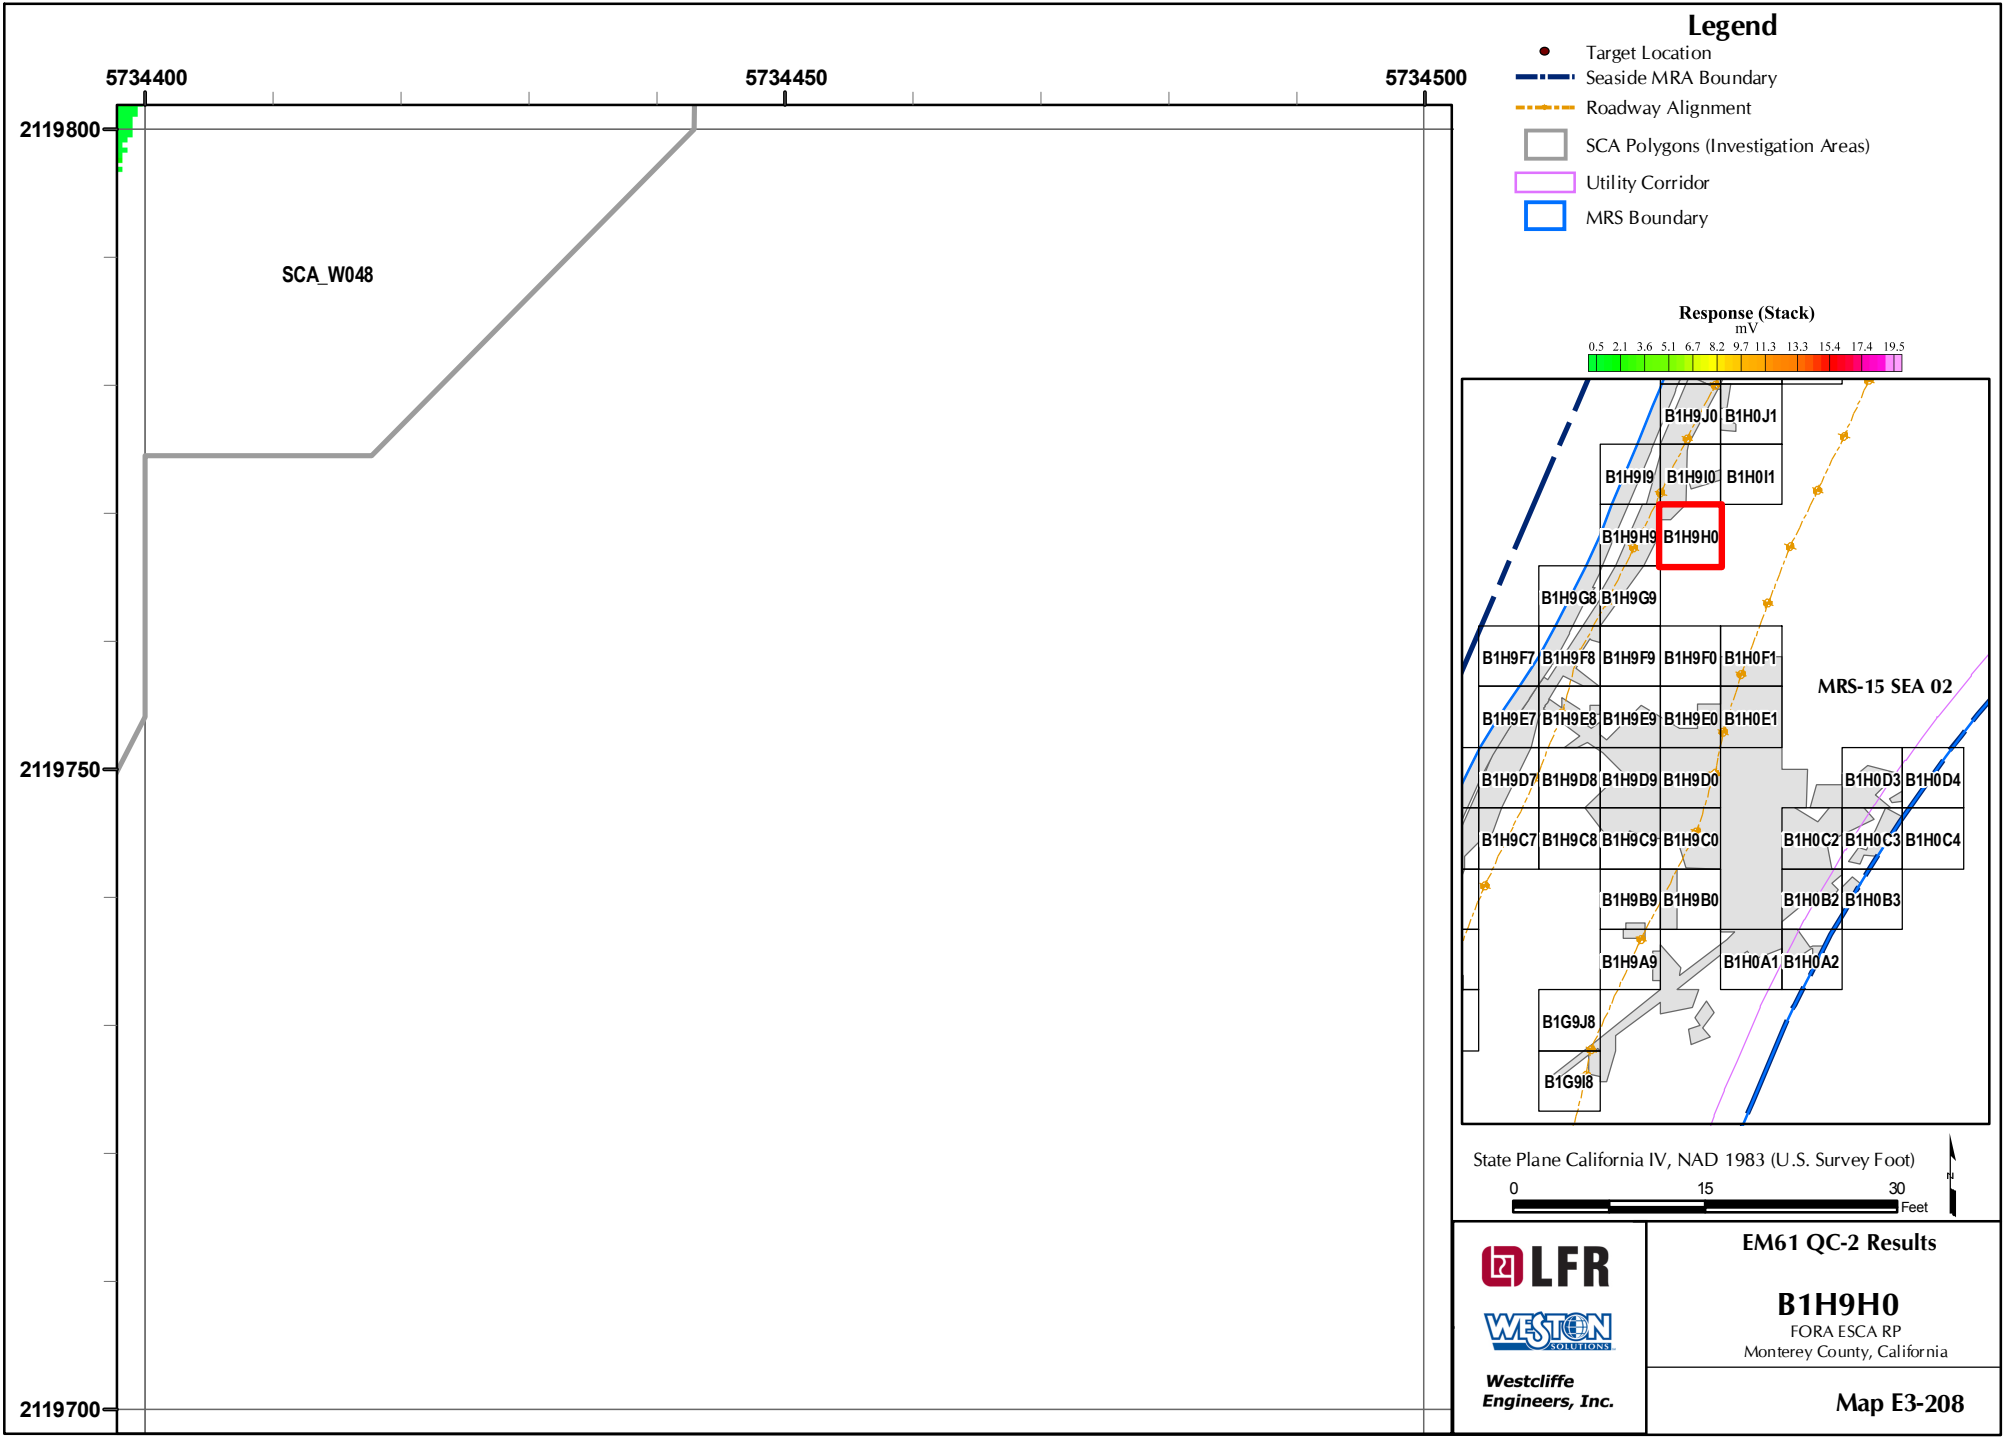 5734400
5734450
5734500
2119800
2119750
2119700
SCA_W048
Legend
Target Location
Seaside MRA Boundary
Roadway Alignment
SCA Polygons (Investigation Areas)
Utility Corridor
MRS Boundary
Response (Stack)
mV
0.5 2.1 3.6 5.1 6.7 8.2 9.7 11.3 13.3 15.4 17.4 19.5
B1H9J0 B1H0J1
B1H9I9 B1H9I0 B1H0I1
B1H9H9 B1H9H0
B1H9G8 B1H9G9
B1H9F7 B1H9F8 B1H9F9 B1H9F0 B1H0F1
MRS-15 SEA 02
B1H9E7 B1H9E8 B1H9E9 B1H9E0 B1H0E1
B1H9D7 B1H9D8 B1H9D9 B1H9D0 B1H0D3 B1H0D4
B1H9C7 B1H9C8 B1H9C9 B1H9C0 B1H0C2 B1H0C3 B1H0C4
B1H9B9 B1H9B0 B1H0B2 B1H0B3
B1H9A9 B1H0A1 B1H0A2
B1G9J8
B1G9I8
State Plane California IV, NAD 1983 (U.S. Survey Foot)
0 15 30
Feet
N
LFR
WESTON
SOLUTIONS
Westcliffe
Engineers, Inc.
EM61 QC-2 Results
B1H9H0
FORA ESCA RP
Monterey County, California
Map E3-208